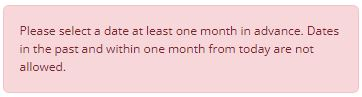 Please select a date at least one month in advance. Dates
in the past and within one month from today are not
allowed.